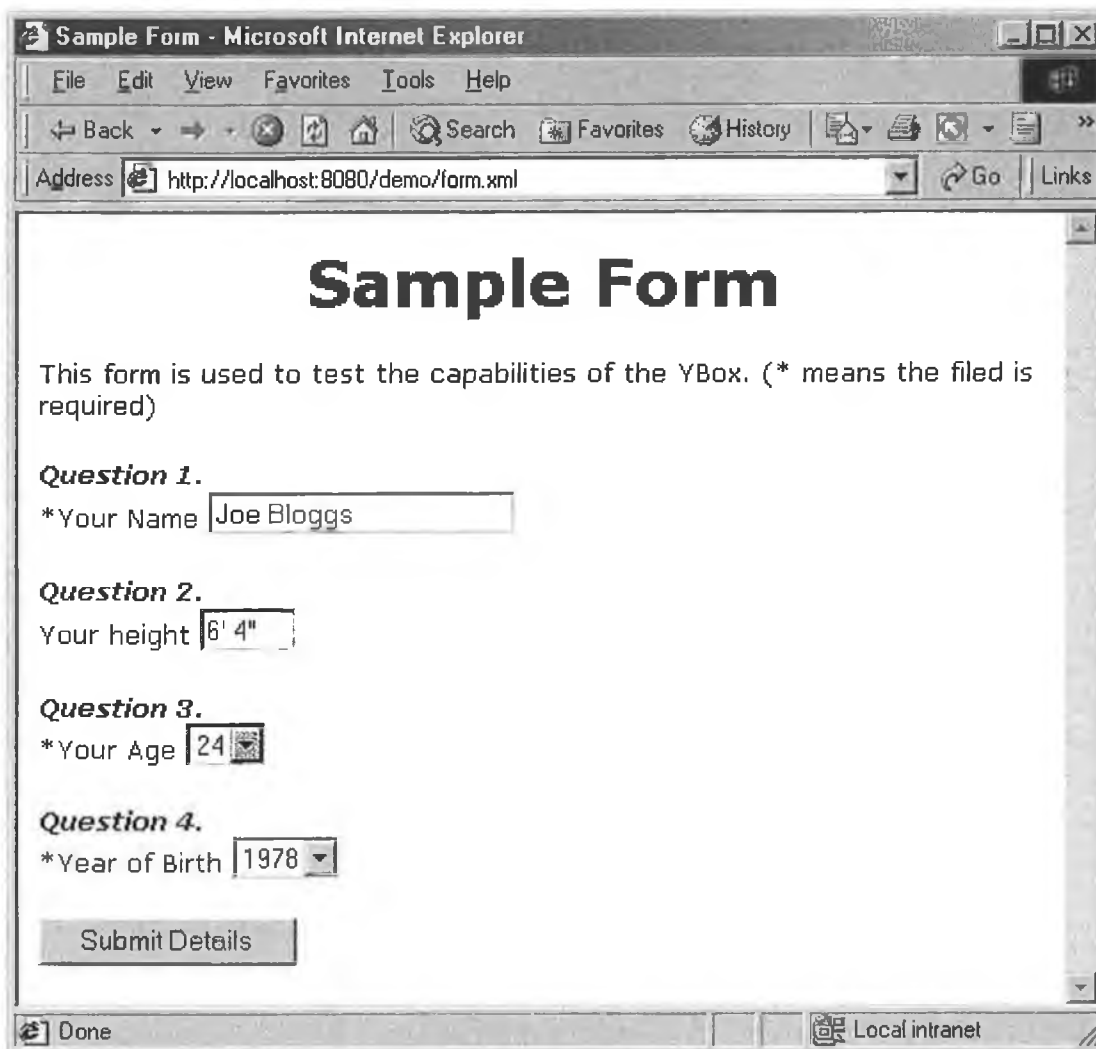 Sample Form - Microsoft Internet Explorer
File Edit View Favorites Tools Help
Back Search Favorites History »
Address http://localhost:8080/demo/form.xml Go Links
Sample Form
This form is used to test the capabilities of the YBox. (* means the filed is
required)
Question 1.
*Your Name Joe Bloggs
Question 2.
Your height 6' 4"
Question 3.
*Your Age 24
Question 4.
*Year of Birth 1978
Submit Details
Done Local intranet